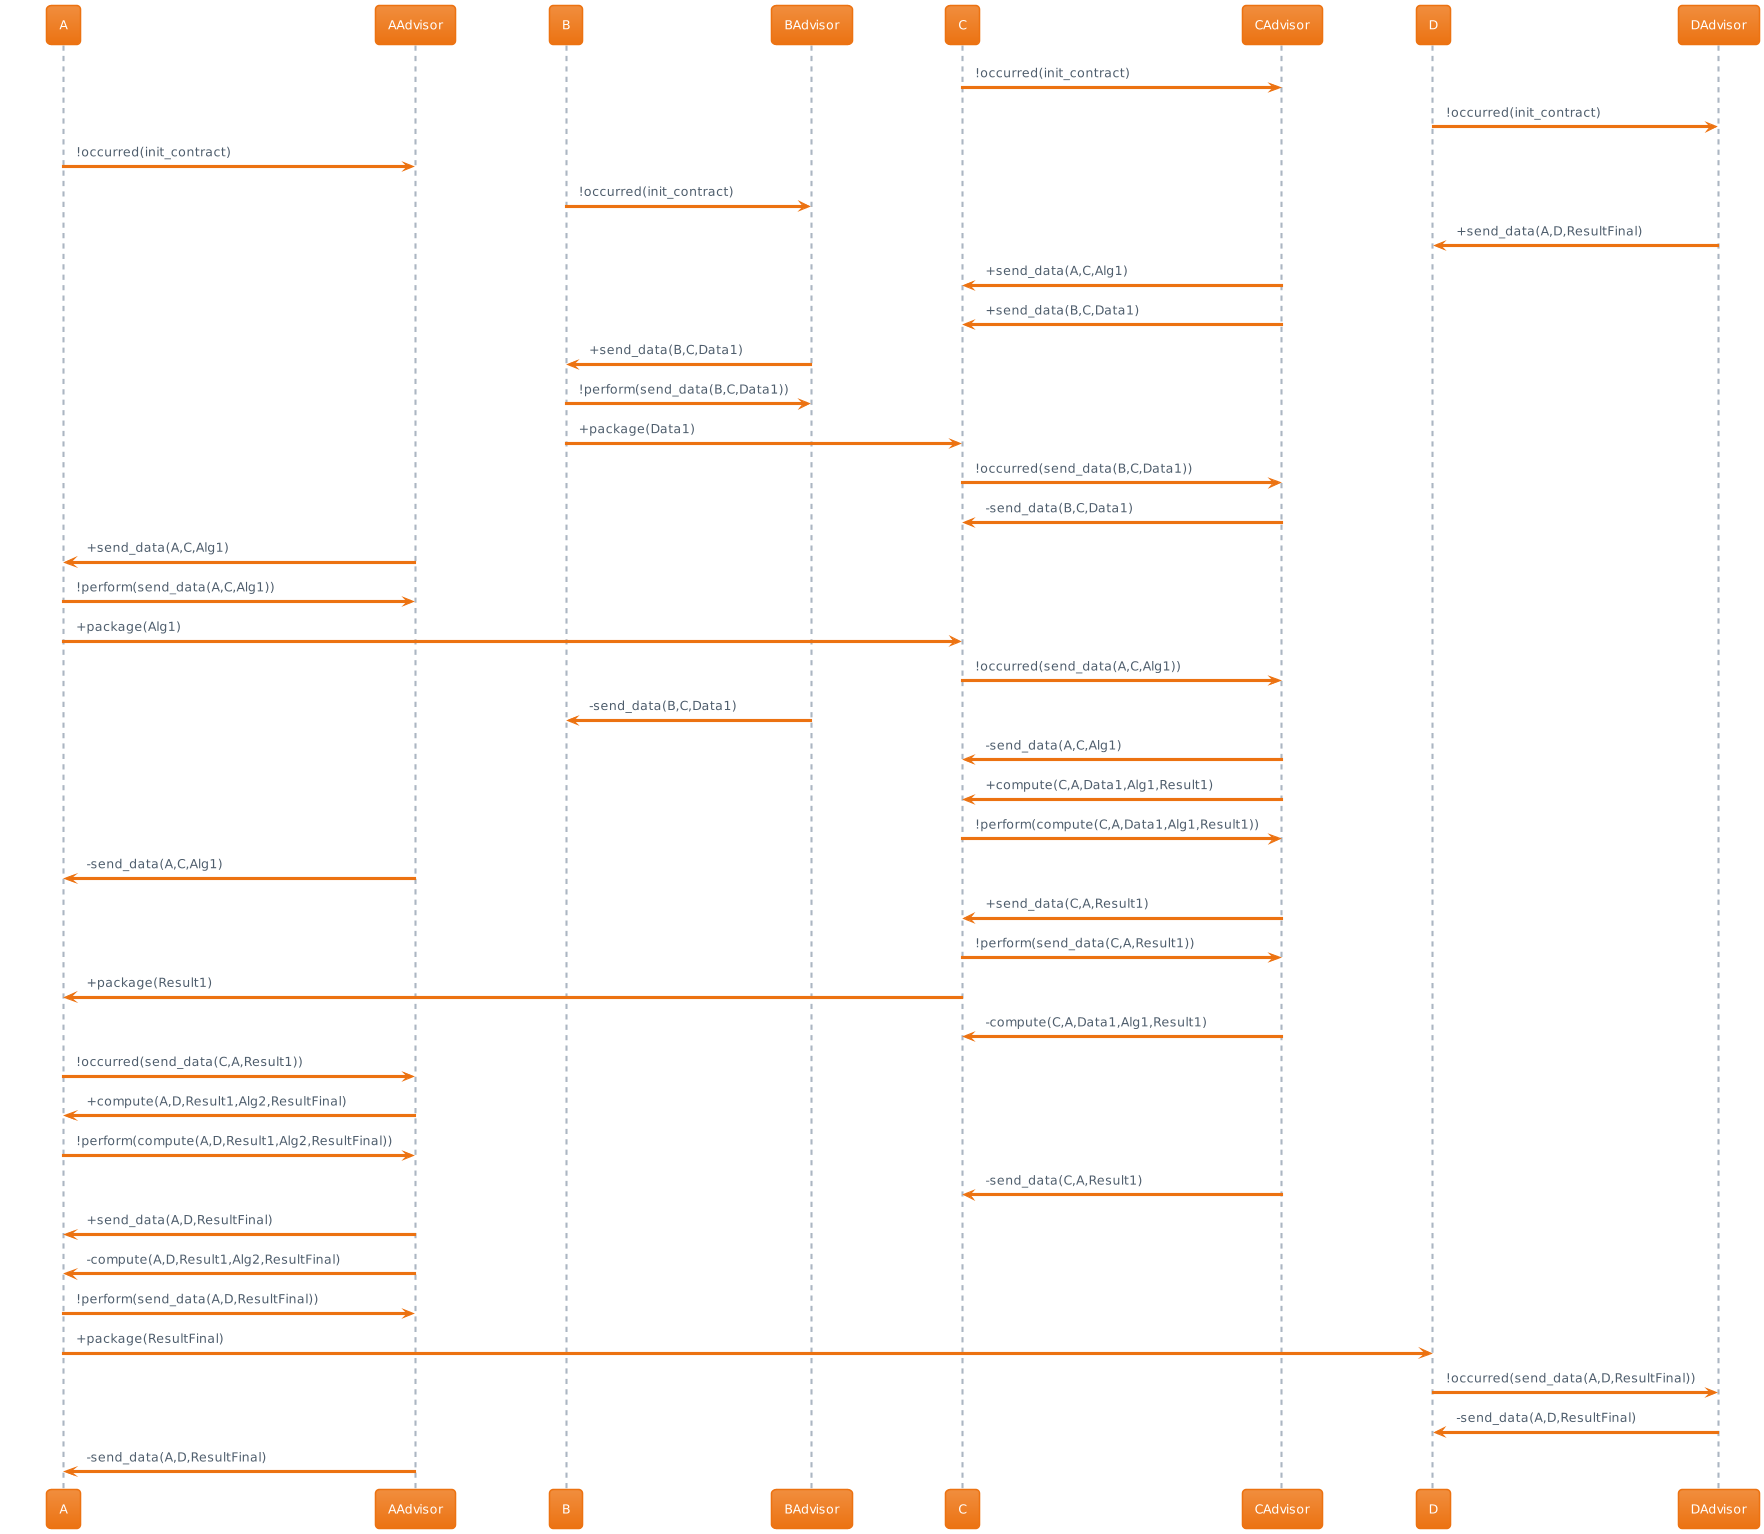 A AAdvisor B BAdvisor C CAdvisor D DAdvisor
!occurred(init_contract)
!occurred(init_contract)
!occurred(init_contract)
!occurred(init_contract)
+send_data(A,D,ResultFinal)
+send_data(A,C,Alg1)
+send_data(B,C,Data1)
+send_data(B,C,Data1)
!perform(send_data(B,C,Data1))
+package(Data1)
!occurred(send_data(B,C,Data1))
-send_data(B,C,Data1)
+send_data(A,C,Alg1)
!perform(send_data(A,C,Alg1))
+package(Alg1)
!occurred(send_data(A,C,Alg1))
-send_data(B,C,Data1)
-send_data(A,C,Alg1)
+compute(C,A,Data1,Alg1,Result1)
!perform(compute(C,A,Data1,Alg1,Result1))
-send_data(A,C,Alg1)
+send_data(C,A,Result1)
!perform(send_data(C,A,Result1))
+package(Result1)
-compute(C,A,Data1,Alg1,Result1)
!occurred(send_data(C,A,Result1))
+compute(A,D,Result1,Alg2,ResultFinal)
!perform(compute(A,D,Result1,Alg2,ResultFinal))
-send_data(C,A,Result1)
+send_data(A,D,ResultFinal)
-compute(A,D,Result1,Alg2,ResultFinal)
!perform(send_data(A,D,ResultFinal))
+package(ResultFinal)
!occurred(send_data(A,D,ResultFinal))
-send_data(A,D,ResultFinal)
-send_data(A,D,ResultFinal)
A AAdvisor B BAdvisor C CAdvisor D DAdvisor